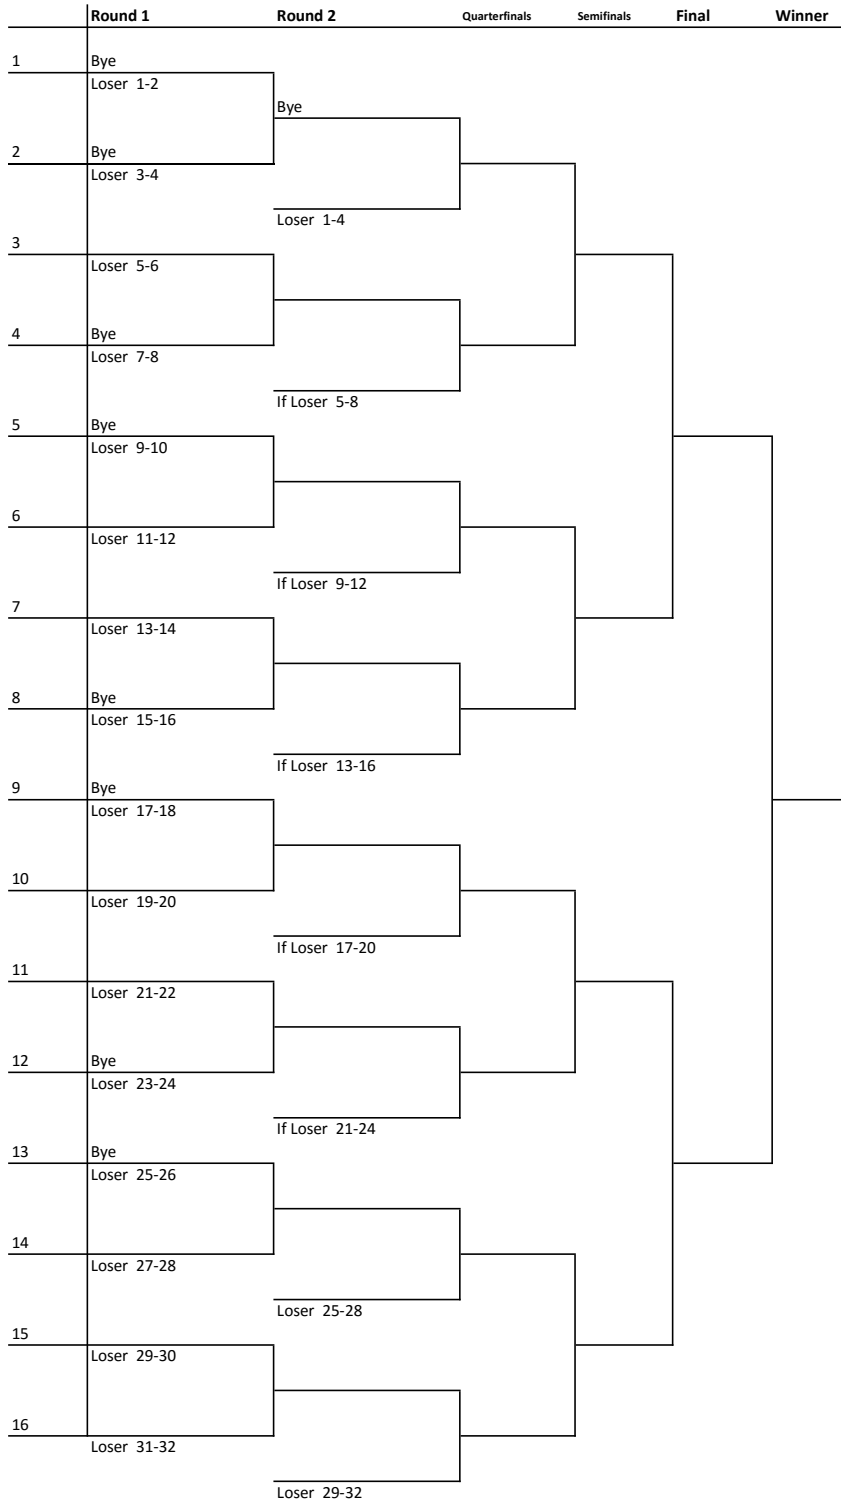 Round 1 Round 2 Quarterfinals Semifinals Final Winner
1 Bye
Loser 1-2
Bye
2 Bye
Loser 3-4
Loser 1-4
3
Loser 5-6
4 Bye
Loser 7-8
If Loser 5-8
5 Bye
Loser 9-10
6
Loser 11-12
If Loser 9-12
7
Loser 13-14
8 Bye
Loser 15-16
If Loser 13-16
9 Bye
Loser 17-18
10
Loser 19-20
If Loser 17-20
11
Loser 21-22
12 Bye
Loser 23-24
If Loser 21-24
13 Bye
Loser 25-26
14
Loser 27-28
Loser 25-28
15
Loser 29-30
16
Loser 31-32
Loser 29-32